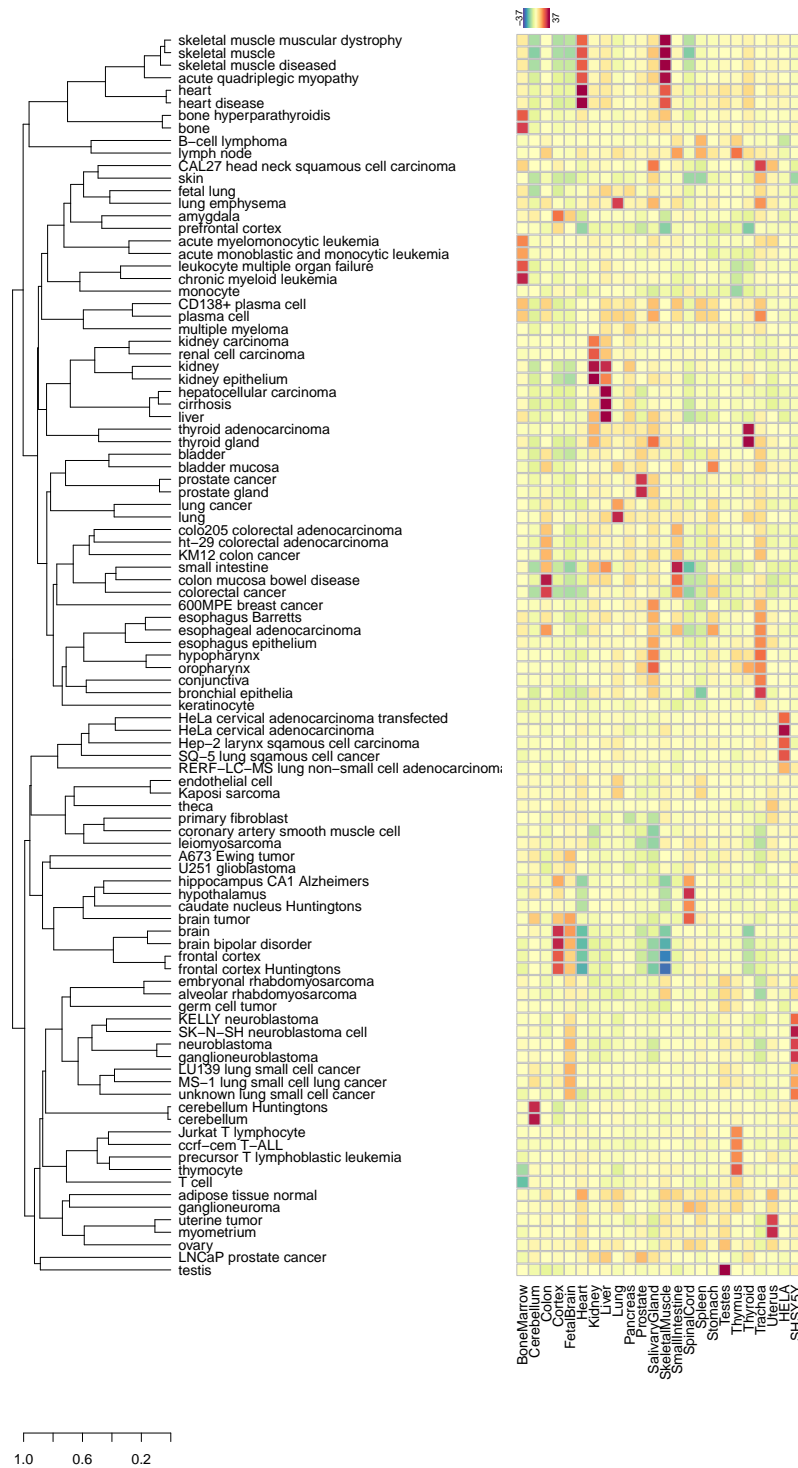 −37
37
skeletal muscle muscular dystrophy
skeletal muscle
skeletal muscle diseased
acute quadriplegic myopathy
heart
heart disease
bone hyperparathyroidis
bone
B−cell lymphoma
lymph node
CAL27 head neck squamous cell carcinoma
skin
fetal lung
lung emphysema
amygdala
prefrontal cortex
acute myelomonocytic leukemia
acute monoblastic and monocytic leukemia
leukocyte multiple organ failure
chronic myeloid leukemia
monocyte
CD138+ plasma cell
plasma cell
multiple myeloma
kidney carcinoma
renal cell carcinoma
kidney
kidney epithelium
hepatocellular carcinoma
cirrhosis
liver
thyroid adenocarcinoma
thyroid gland
bladder
bladder mucosa
prostate cancer
prostate gland
lung cancer
lung
colo205 colorectal adenocarcinoma
ht−29 colorectal adenocarcinoma
KM12 colon cancer
small intestine
colon mucosa bowel disease
colorectal cancer
600MPE breast cancer
esophagus Barretts
esophageal adenocarcinoma
esophagus epithelium
hypopharynx
oropharynx
conjunctiva
bronchial epithelia
keratinocyte
HeLa cervical adenocarcinoma transfected
HeLa cervical adenocarcinoma
Hep−2 larynx sqamous cell carcinoma
SQ−5 lung sqamous cell cancer
RERF−LC−MS lung non−small cell adenocarcinoma
endothelial cell
Kaposi sarcoma
theca
primary fibroblast
coronary artery smooth muscle cell
leiomyosarcoma
A673 Ewing tumor
U251 glioblastoma
hippocampus CA1 Alzheimers
hypothalamus
caudate nucleus Huntingtons
brain tumor
brain
brain bipolar disorder
frontal cortex
frontal cortex Huntingtons
embryonal rhabdomyosarcoma
alveolar rhabdomyosarcoma
germ cell tumor
KELLY neuroblastoma
SK−N−SH neuroblastoma cell
neuroblastoma
ganglioneuroblastoma
LU139 lung small cell cancer
MS−1 lung small cell lung cancer
unknown lung small cell cancer
cerebellum Huntingtons
cerebellum
Jurkat T lymphocyte
ccrf−cem T−ALL
precursor T lymphoblastic leukemia
thymocyte
T cell
adipose tissue normal
ganglioneuroma
uterine tumor
myometrium
ovary
LNCaP prostate cancer
testis
BoneMarrow
Cerebellum
Colon
Cortex
FetalBrain
Heart
Kidney
Liver
Lung
Pancreas
Prostate
SalivaryGland
SkeletalMuscle
SmallIntestine
SpinalCord
Spleen
Stomach
Testes
Thymus
Thyroid
Trachea
Uterus
HELA
SHSY5Y
1.0 0.6 0.2